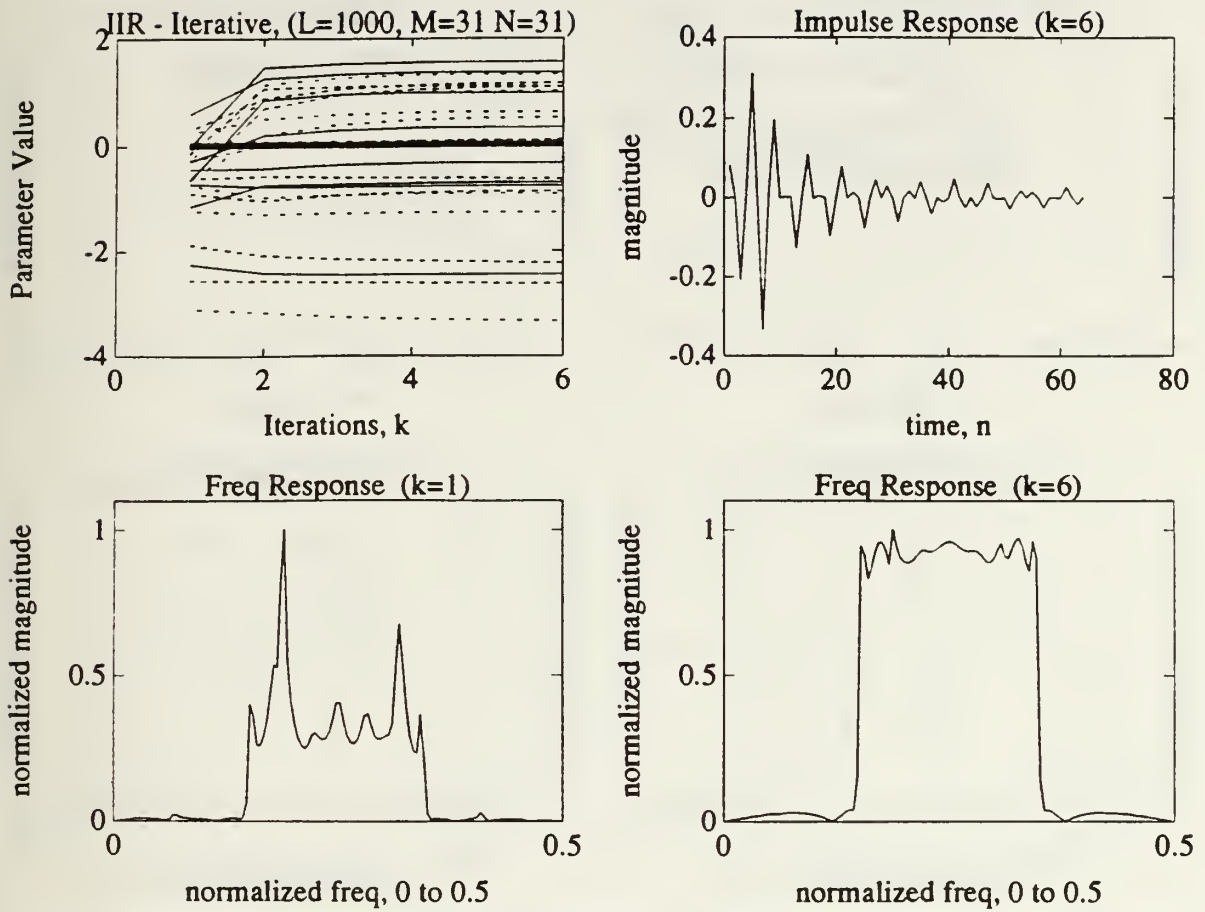 IIR - Iterative, (L=1000, M=31 N=31)
2
0
-2
-4
Parameter Value
0
2
4
6
Iterations, k
Impulse Response (k=6)
0.4
0.2
0
-0.2
-0.4
magnitude
0
20
40
60
80
time, n
Freq Response (k=1)
1
0.5
0
normalized magnitude
0
0.5
normalized freq, 0 to 0.5
Freq Response (k=6)
1
0.5
0
normalized magnitude
0
0.5
normalized freq, 0 to 0.5